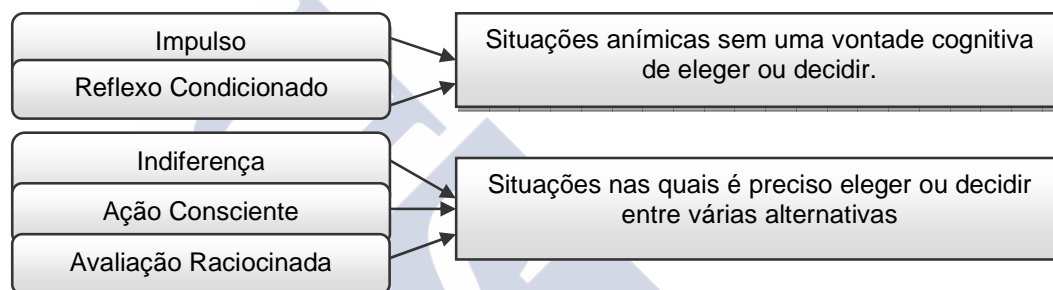 Impulso
Reflexo Condicionado
Situações anímicas sem uma vontade cognitiva
de eleger ou decidir.
Indiferença
Ação Consciente
Avaliação Raciocinada
Situações nas quais é preciso eleger ou decidir
entre várias alternativas